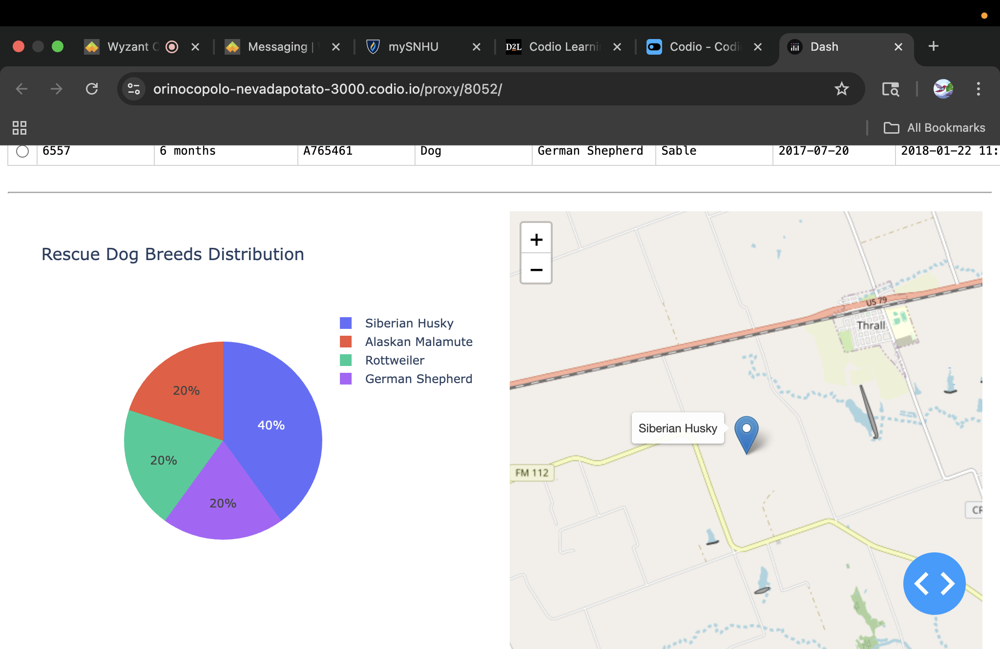 Wyzant
Messaging |
mySNHU
D2L Codio Learni
Codio - Codi
Dash
orinocopolo-nevadapotato-3000.codio.io/proxy/8052/
All Bookmarks
6557 6 months A765461 Dog German Shepherd Sable 2017-07-20 2018-01-22 11:
Rescue Dog Breeds Distribution
Siberian Husky
Alaskan Malamute
Rottweiler
German Shepherd
20%
40%
20%
20%
+
−
US 79
Thrall
Siberian Husky
FM 112
CR